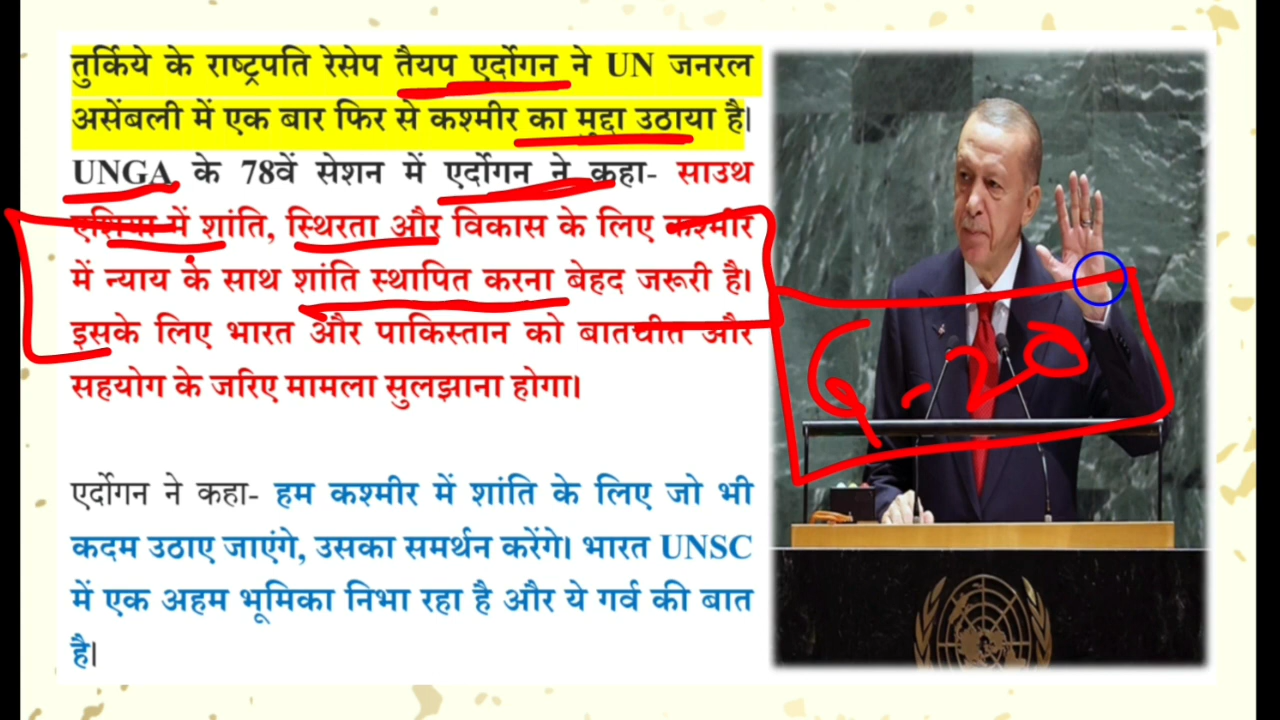 तुर्किये के राष्ट्रपति रेसेप तैयप एर्दोगन ने UN जनरल
असेंबली में एक बार फिर से कश्मीर का मुद्दा उठाया है।
UNGA के 78वें सेशन में एर्दोगन ने कहा- साउथ
एशिया में शांति, स्थिरता और विकास के लिए कश्मीर
में न्याय के साथ शांति स्थापित करना बेहद जरूरी है।
इसके लिए भारत और पाकिस्तान को बातचीत और
सहयोग के जरिए मामला सुलझाना होगा।
एर्दोगन ने कहा- हम कश्मीर में शांति के लिए जो भी
कदम उठाए जाएंगे, उसका समर्थन करेंगे। भारत UNSC
में एक अहम भूमिका निभा रहा है और ये गर्व की बात
है।
G-20